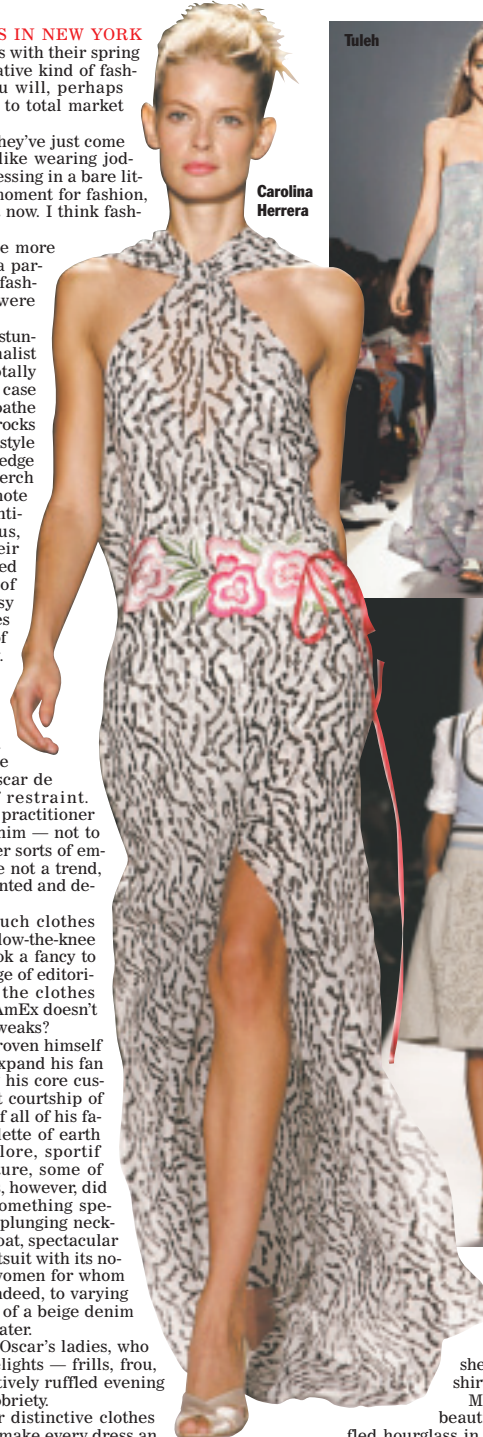 S IN NEW YORK
s with their spring
ative kind of fash-
u will, perhaps
to total market
hey've just come
like wearing jod-
essing in a bare lit-
moment for fashion,
now. I think fash-
e more
a par-
fash-
were
stun-
nalist
otally
case
oathe
rocks
style
edge
erch
note
nti-
us,
eir
ed
of
sy
es
of
.
e
scar de
restraint.
practitioner
him — not to
er sorts of em-
e not a trend,
nted and de-
uch clothes
low-the-knee
ok a fancy to
ge of editori-
the clothes
AmEx doesn't
weaks?
roven himself
xpand his fan
his core cus-
t courtship of
f all of his fa-
lette of earth
lore, sportif
ture, some of
, however, did
omething spe-
plunging neck-
oat, spectacular
tsuit with its no-
women for whom
ndeed, to varying
of a beige denim
ater.
Oscar's ladies, who
lights — frills, frou,
tively ruffled evening
obriety.
r distinctive clothes
make every dress an
Carolina
Herrera
Tuleh
she
shir
M
beaut
fled hourglass in